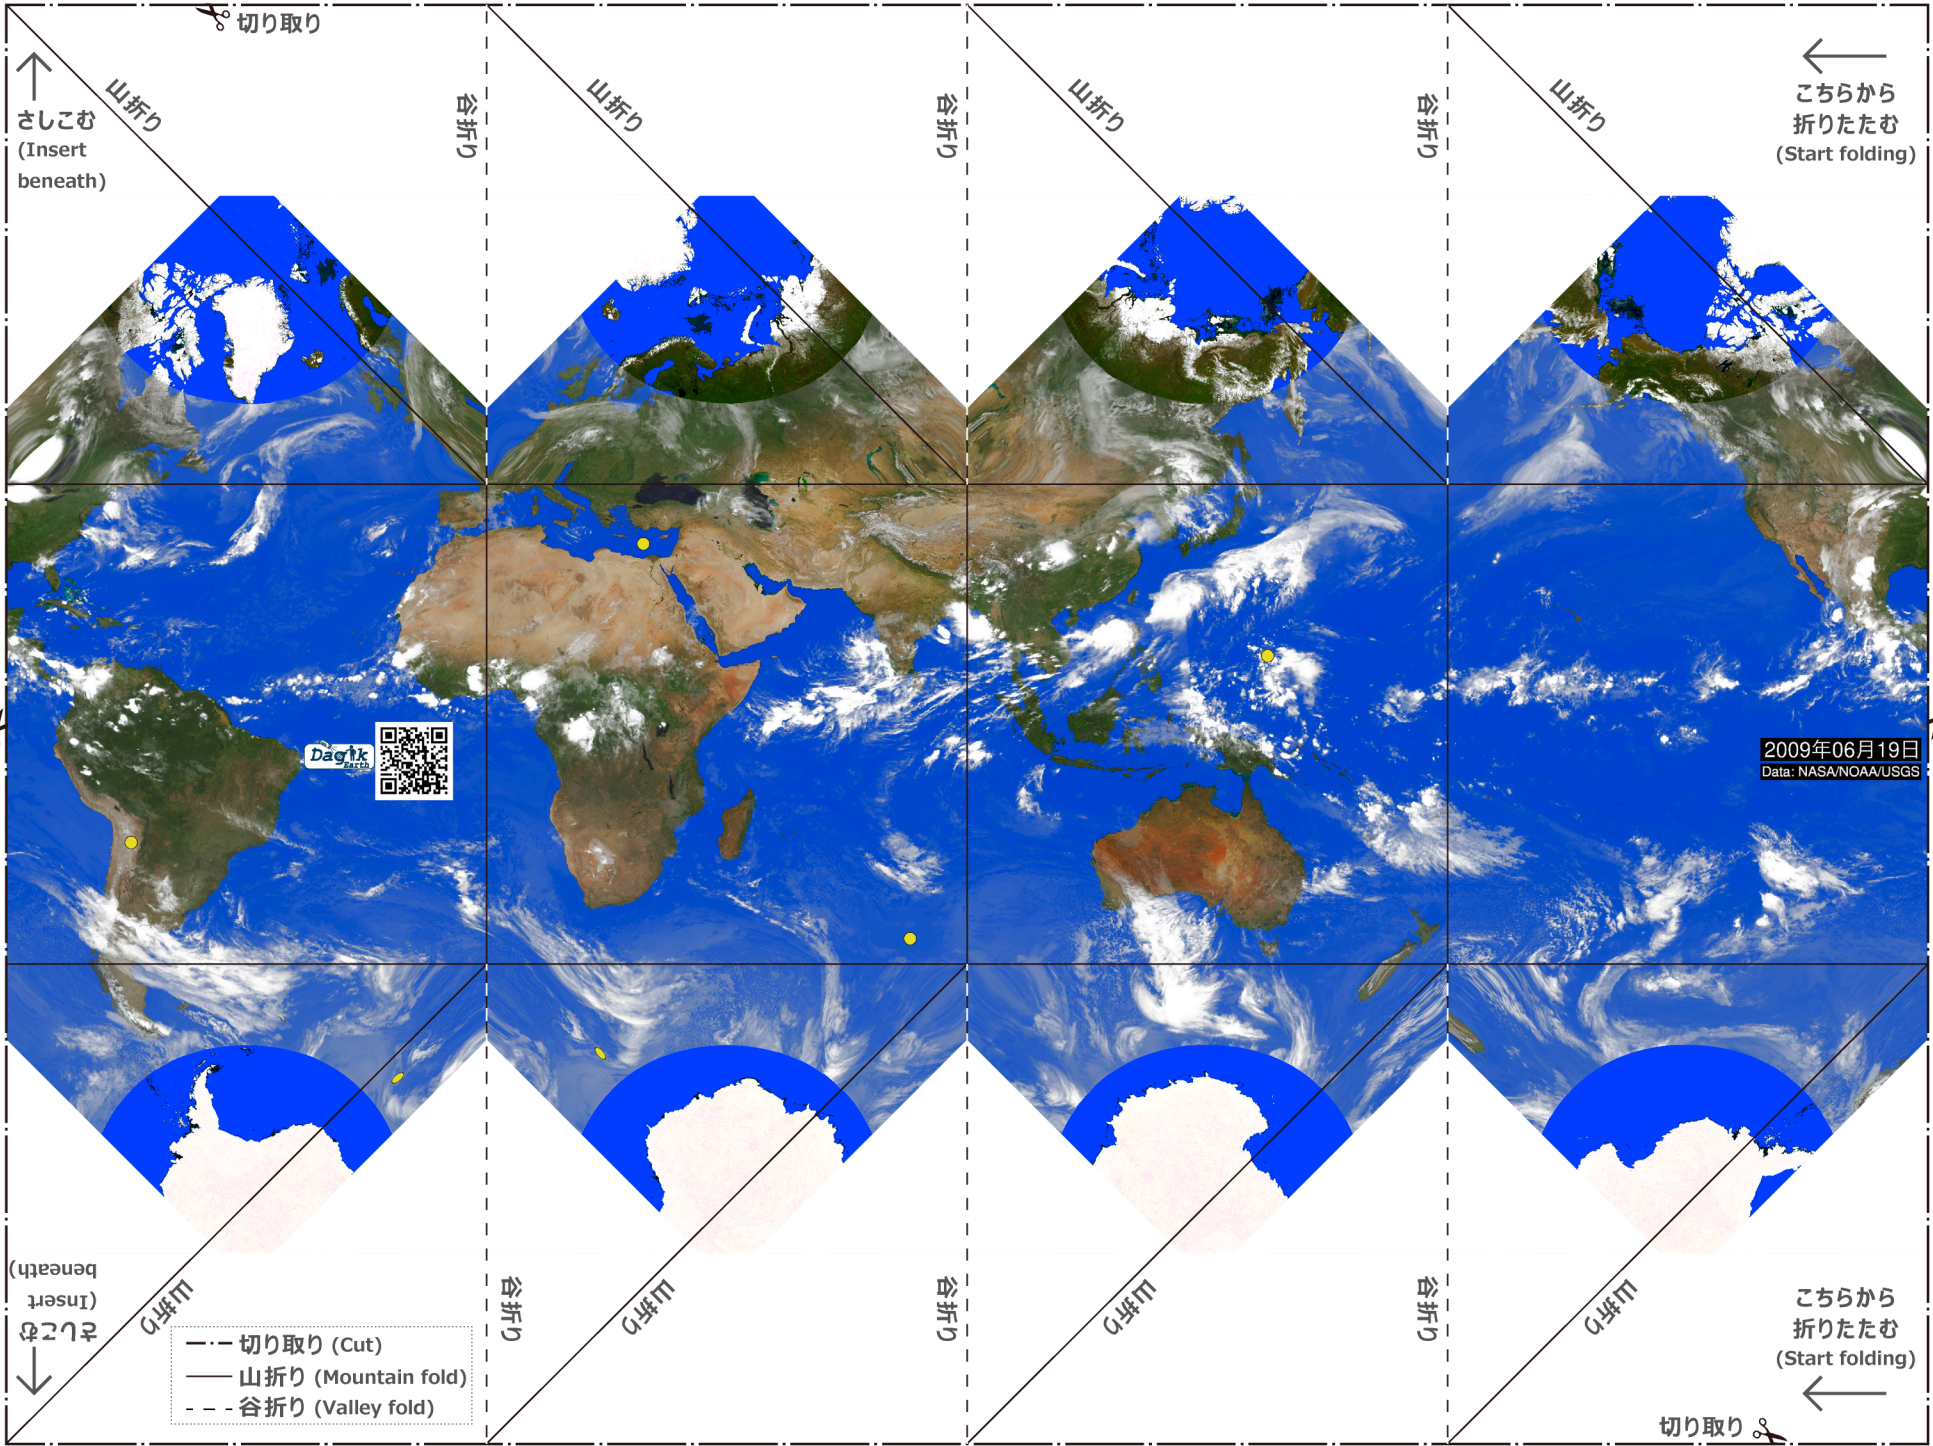 切り取り
山折り
谷折り
山折り
谷折り
山折り
谷折り
山折り
さしこむ
(Insert
beneath)
こちらから
折りたたむ
(Start folding)
Dagik
Earth
2009年06月19日
Data: NASA/NOAA/USGS
さしこむ
(Insert
beneath)
山折り
谷折り
山折り
谷折り
山折り
谷折り
山折り
切り取り (Cut)
山折り (Mountain fold)
谷折り (Valley fold)
こちらから
折りたたむ
(Start folding)
切り取り